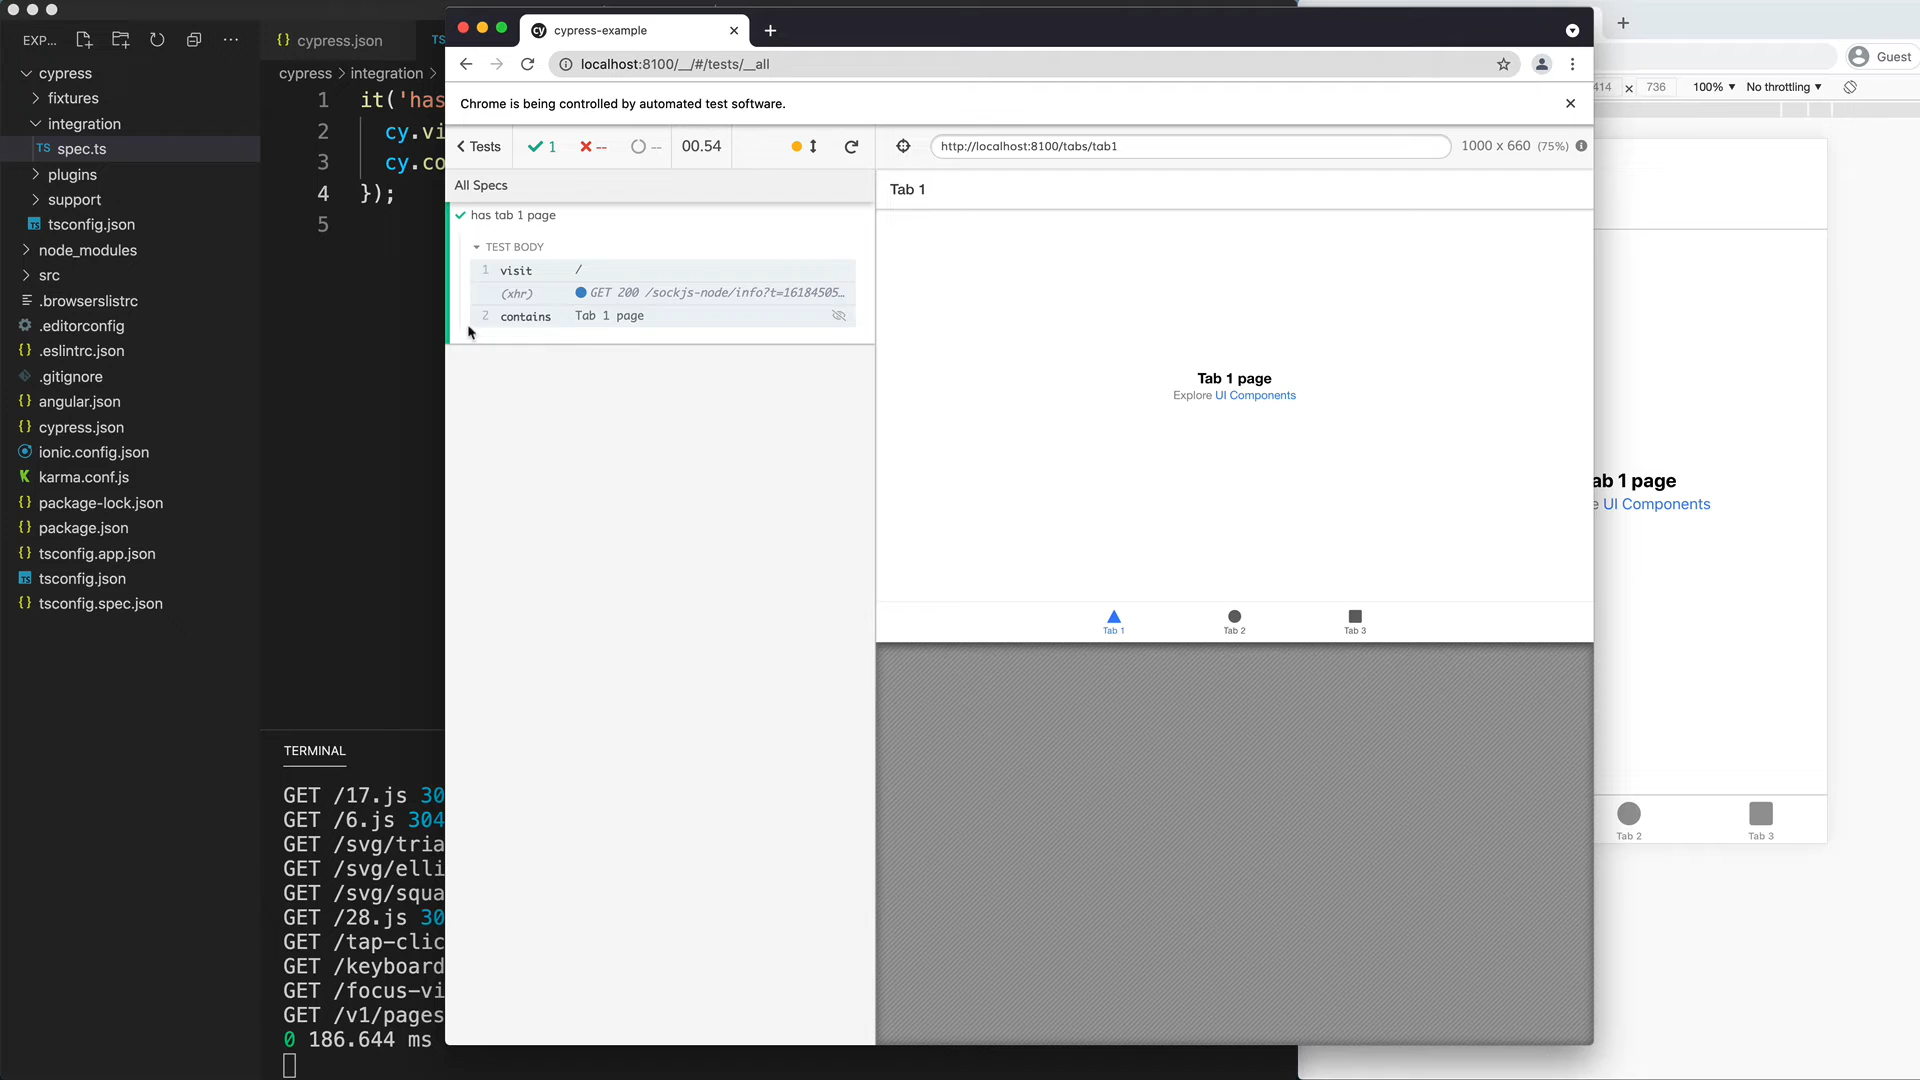 EXP...
cypress
fixtures
integration
TS spec.ts
plugins
support
tsconfig.json
node_modules
src
.browserslistrc
.editorconfig
.eslintrc.json
.gitignore
angular.json
cypress.json
ionic.config.json
karma.conf.js
package-lock.json
package.json
tsconfig.app.json
tsconfig.json
tsconfig.spec.json
{} cypress.json TS
cypress > integration >
1 it('has
2 cy.vi
3 cy.co
4 });
5
TERMINAL
GET /17.js 30
GET /6.js 304
GET /svg/tria
GET /svg/elli
GET /svg/squa
GET /28.js 30
GET /tap-clic
GET /keyboard
GET /focus-vi
GET /v1/pages
0 186.644 ms
cy cypress-example
localhost:8100/__/#/tests/__all
Chrome is being controlled by automated test software.
Tests 1 -- -- 00.54
http://localhost:8100/tabs/tab1 1000 x 660 (75%)
All Specs
has tab 1 page
TEST BODY
1 visit /
(xhr) GET 200 /sockjs-node/info?t=16184505…
2 contains Tab 1 page
Tab 1
Tab 1 page
Explore UI Components
Tab 1 Tab 2 Tab 3
Guest
414 × 736 100% ▼ No throttling ▼
ab 1 page
e UI Components
Tab 2 Tab 3